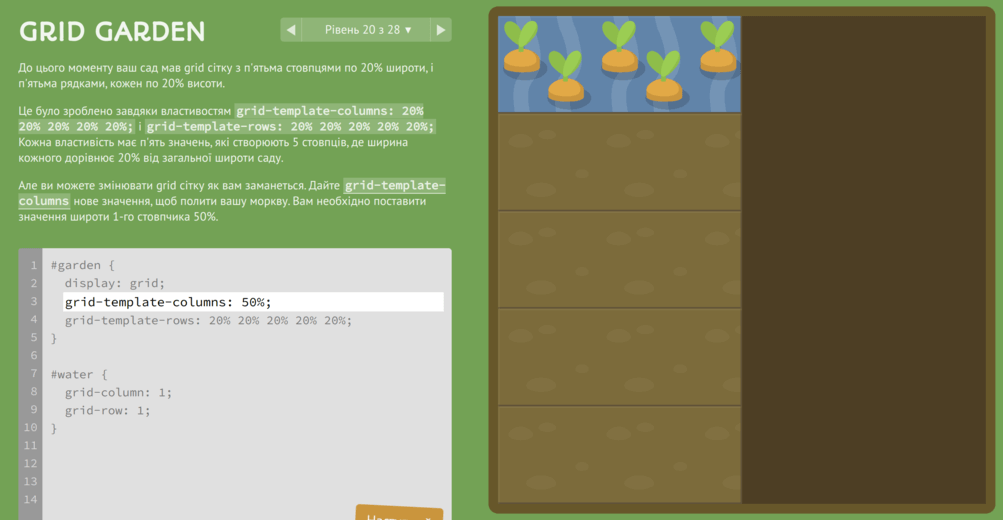 GRID GARDEN
Рівень 20 з 28 ▼
До цього моменту ваш сад мав grid сітку з п'ятьма стовпцями по 20% широти, і
п'ятьма рядками, кожен по 20% висоти.
Це було зроблено завдяки властивостям grid-template-columns: 20%
20% 20% 20% 20%; і grid-template-rows: 20% 20% 20% 20% 20%;
Кожна властивість має п'ять значень, які створюють 5 стовпців, де ширина
кожного дорівнює 20% від загальної широти саду.
Але ви можете змінювати grid сітку як вам заманеться. Дайте grid-template-
columns нове значення, щоб полити вашу моркву. Вам необхідно поставити
значення широти 1-го стовпчика 50%.
1 #garden {
2 display: grid;
3 grid-template-columns: 50%;
4 grid-template-rows: 20% 20% 20% 20% 20%;
5 }
6
7 #water {
8 grid-column: 1;
9 grid-row: 1;
10 }
11
12
13
14